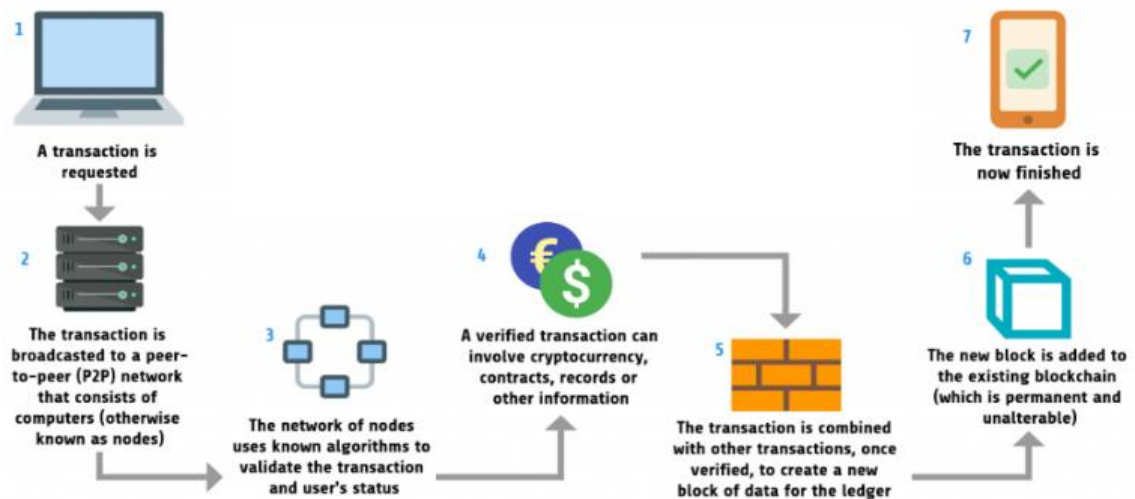 1
A transaction is
requested
2
The transaction is
broadcasted to a peer-
to-peer (P2P) network
that consists of
computers (otherwise
known as nodes)
3
The network of nodes
uses known algorithms to
validate the transaction
and user's status
4
€
$
A verified transaction can
involve cryptocurrency,
contracts, records or
other information
5
The transaction is combined
with other transactions, once
verified, to create a new
block of data for the ledger
6
The new block is added to
the existing blockchain
(which is permanent and
unalterable)
7
The transaction is
now finished